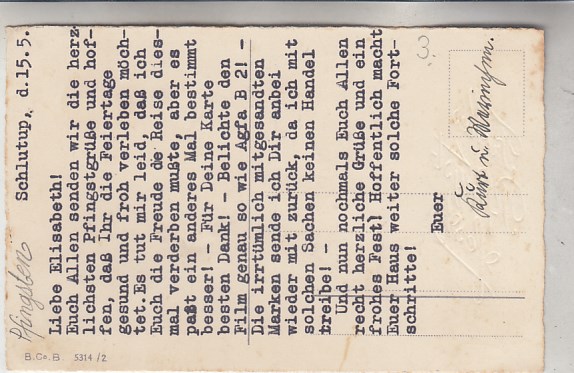 Pfingsten
Schlutup, d.15.5.
Liebe Elisabeth!
Euch Allen senden wir die herz-
lichsten Pfingstgrüße und hof-
fen, daß Ihr die Feiertage
gesund und froh verleben möch-
tet. Es tut mir leid, daß ich
Euch die Freude de Reise dies-
mal verderben mußte, aber es
paßt ein anderes Mal bestimmt
besser! - Für Deine Karte
besten Dank! - Belichte den
Film genau so wie Agfa B 2! -
Die irrtümlich mitgesandten
Marken sende ich Dir anbei
wieder mit zurück, da ich mit
solchen Sachen keinen Handel
treibe! -
Und nun nochmals Euch Allen
recht herzliche Grüße und ein
frohes Fest! Hoffentlich macht
Euer Haus weiter solche Fort-
schritte!
Euer
Kurt u.
3.
B.Co.B. 5314/2